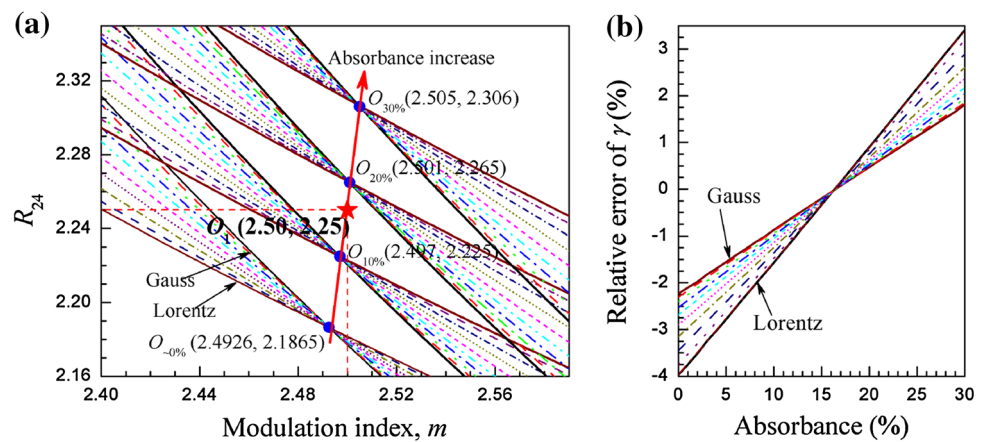 (a)
R24
2.32
2.28
2.24
2.20
2.16
2.40
2.44
2.48
2.52
2.56
Modulation index, m
Absorbance increase
O30% (2.505, 2.306)
O20% (2.501, 2.265)
O1 (2.50, 2.25)
O10% (2.497, 2.225)
Gauss
Lorentz
O~0% (2.4926, 2.1865)
(b)
Relative error of γ (%)
3
2
1
0
-1
-2
-3
-4
0
5
10
15
20
25
30
Absorbance (%)
Gauss
Lorentz